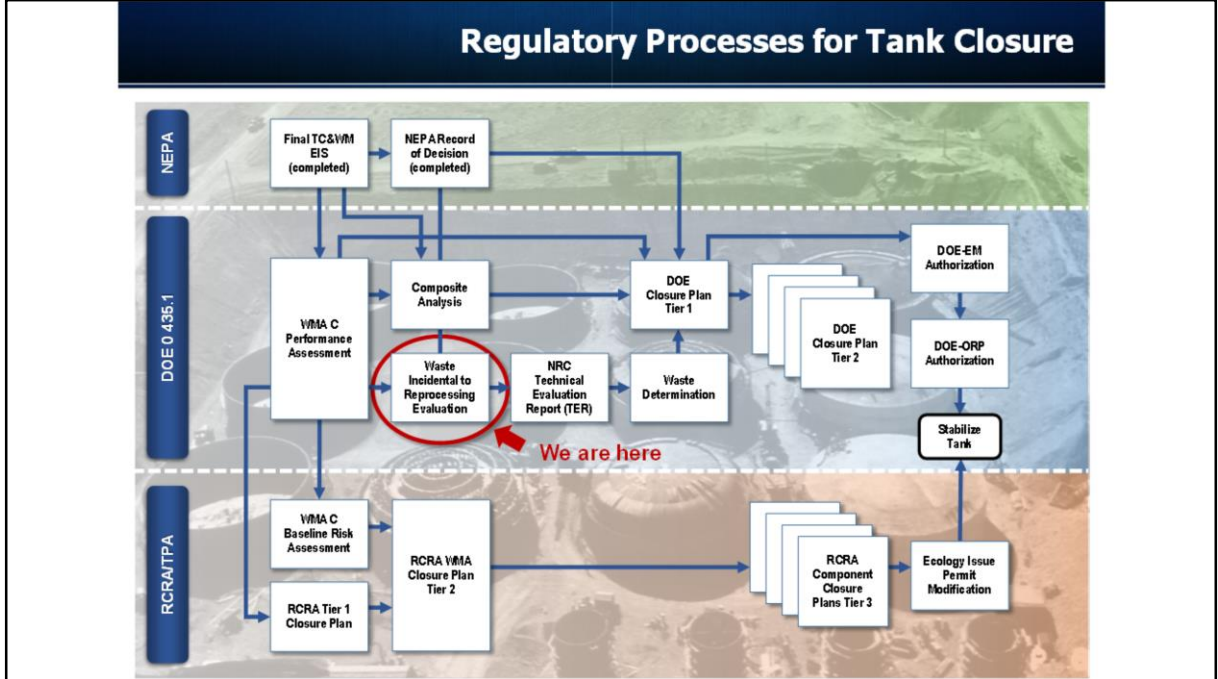 Regulatory Processes for Tank Closure
NEPA
Final TC&WM
EIS
(completed)
NEPA Record
of Decision
(completed)
DOE O 435.1
WMA C
Performance
Assessment
Composite
Analysis
Waste
Incidental to
Reprocessing
Evaluation
NRC
Technical
Evaluation
Report (TER)
Waste
Determination
DOE
Closure Plan
Tier 1
DOE
Closure Plan
Tier 2
DOE-EM
Authorization
DOE-ORP
Authorization
Stabilize
Tank
We are here
RCRA/TPA
WMA C
Baseline Risk
Assessment
RCRA Tier 1
Closure Plan
RCRA WMA
Closure Plan
Tier 2
RCRA
Component
Closure
Plans Tier 3
Ecology Issue
Permit
Modification